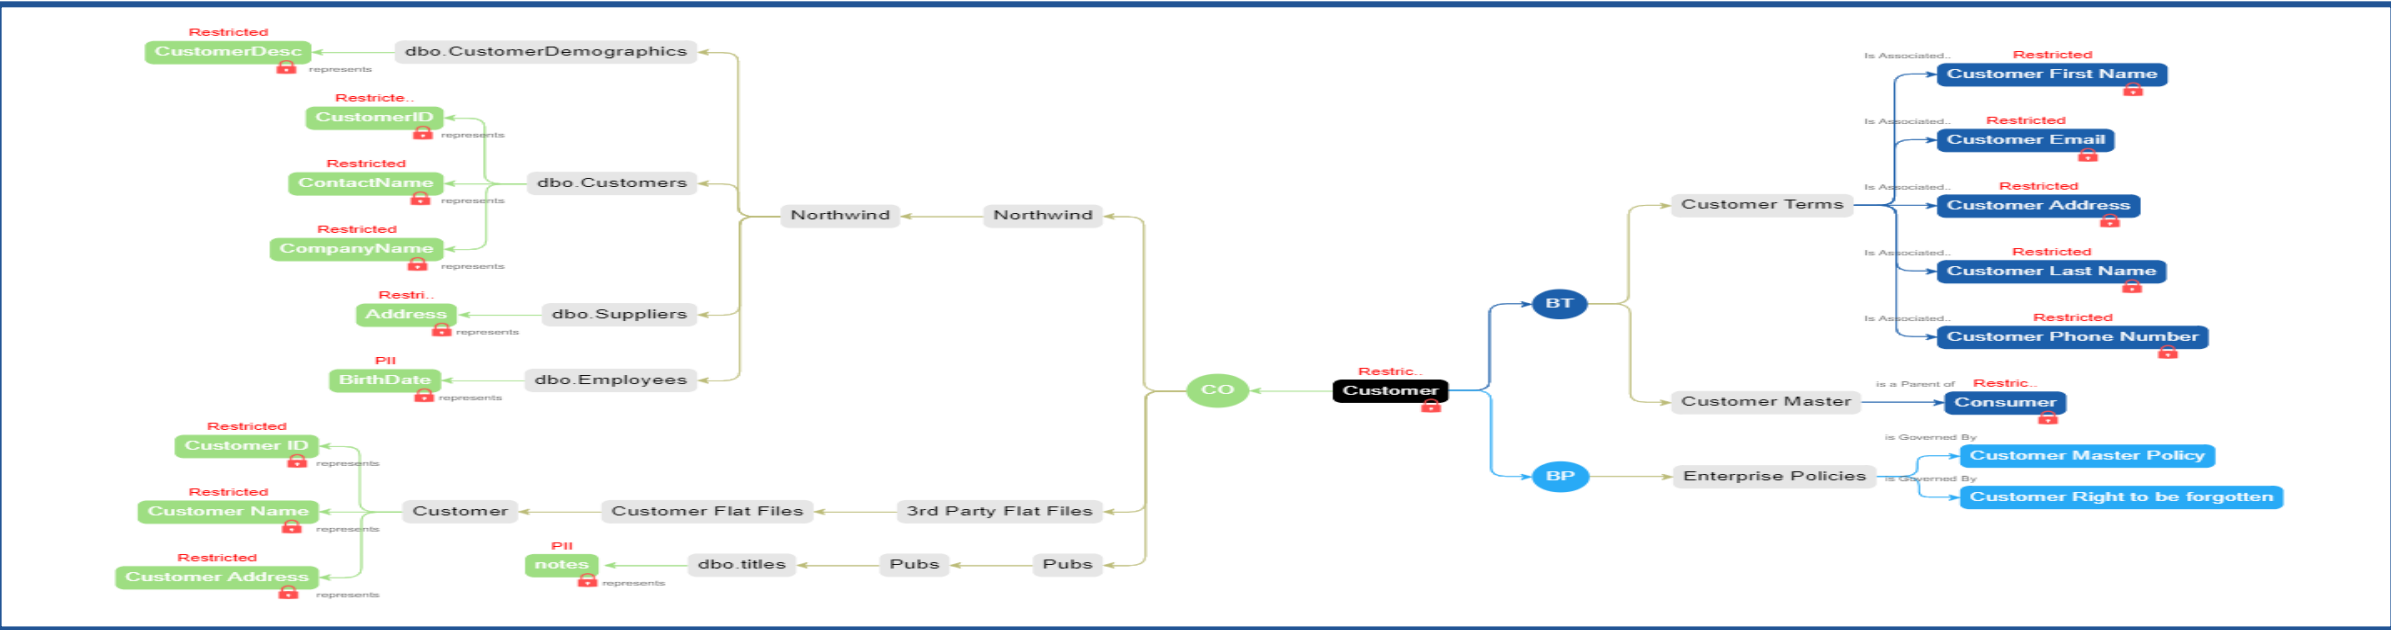 Restricted
CustomerDesc
represents
dbo.CustomerDemographics
Restricte..
CustomerID
represents
Restricted
ContactName
represents
dbo.Customers
Restricted
CompanyName
represents
Restri..
Address
represents
dbo.Suppliers
PII
BirthDate
represents
dbo.Employees
Northwind
Northwind
Restricted
Customer ID
represents
Restricted
Customer Name
represents
Restricted
Customer Address
represents
Customer
Customer Flat Files
3rd Party Flat Files
PII
notes
represents
dbo.titles
Pubs
Pubs
CO
Restric..
Customer
BT
BP
Customer Terms
Is Associated..
Restricted
Customer First Name
Is Associated..
Restricted
Customer Email
Is Associated..
Restricted
Customer Address
Is Associated..
Restricted
Customer Last Name
Is Associated..
Restricted
Customer Phone Number
Customer Master
is a Parent of
Restric..
Consumer
Enterprise Policies
is Governed By
Customer Master Policy
is Governed By
Customer Right to be forgotten